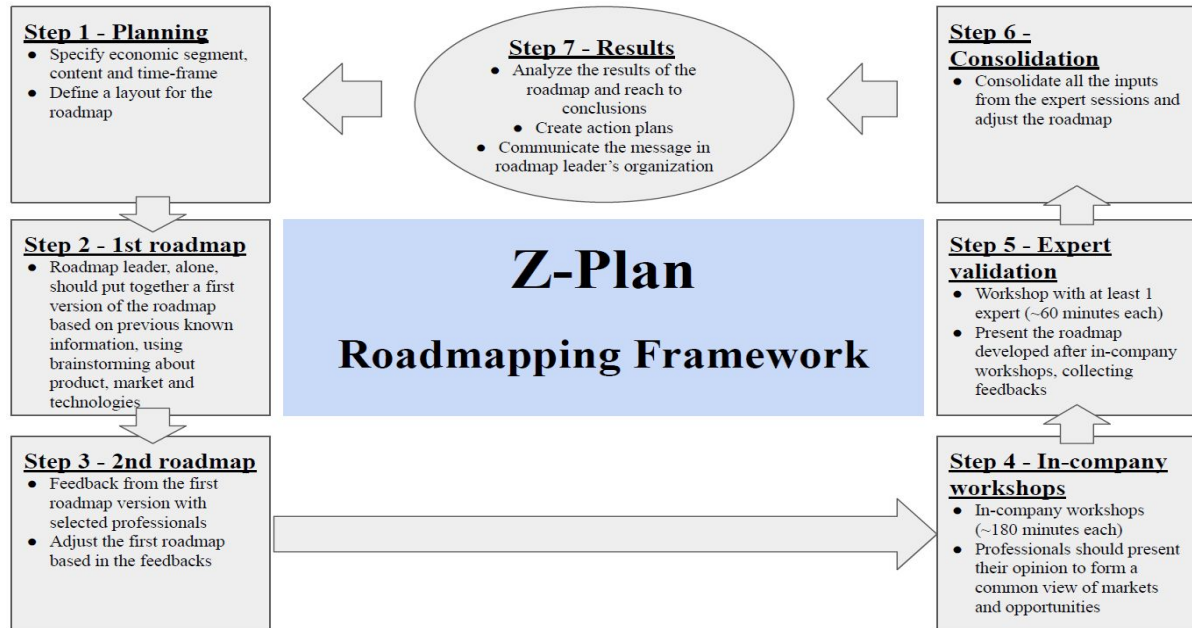 Step 1 - Planning
● Specify economic segment,
content and time-frame
● Define a layout for the
roadmap
Step 2 - 1st roadmap
● Roadmap leader, alone,
should put together a first
version of the roadmap
based on previous known
information, using
brainstorming about
product, market and
technologies
Step 3 - 2nd roadmap
● Feedback from the first
roadmap version with
selected professionals
● Adjust the first roadmap
based in the feedbacks
Step 4 - In-company
workshops
● In-company workshops
(~180 minutes each)
● Professionals should present
their opinion to form a
common view of markets
and opportunities
Step 5 - Expert
validation
● Workshop with at least 1
expert (~60 minutes each)
● Present the roadmap
developed after in-company
workshops, collecting
feedbacks
Step 6 -
Consolidation
● Consolidate all the inputs
from the expert sessions and
adjust the roadmap
Step 7 - Results
● Analyze the results of the
roadmap and reach to
conclusions
● Create action plans
● Communicate the message in
roadmap leader's organization
Z-Plan
Roadmapping Framework